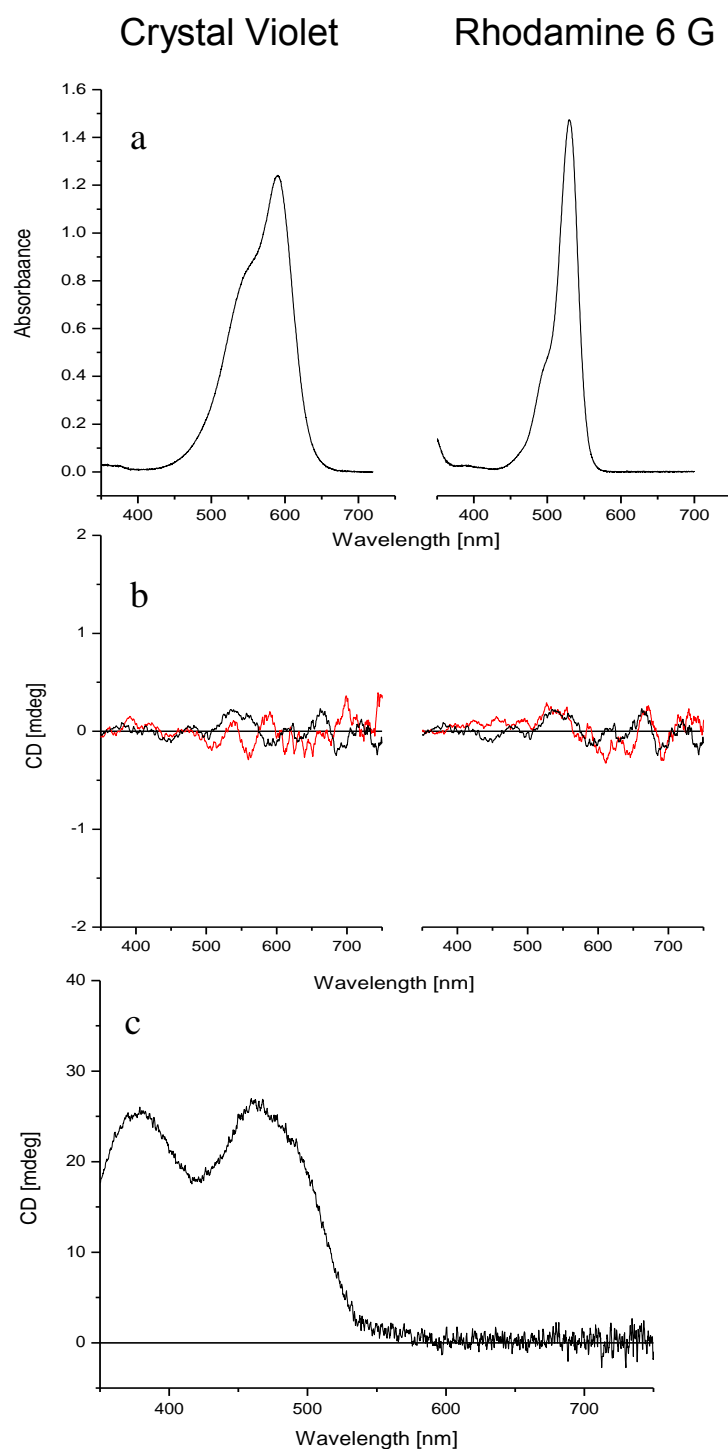 Crystal Violet Rhodamine 6 G
a
1.6
1.4
1.2
1.0
0.8
0.6
0.4
0.2
0.0
Absorbaance
400 500 600 700 400 500 600 700
Wavelength [nm]
b
2
1
0
-1
-2
CD [mdeg]
400 500 600 700 400 500 600 700
Wavelength [nm]
c
40
30
20
10
0
CD [mdeg]
400 500 600 700
Wavelength [nm]